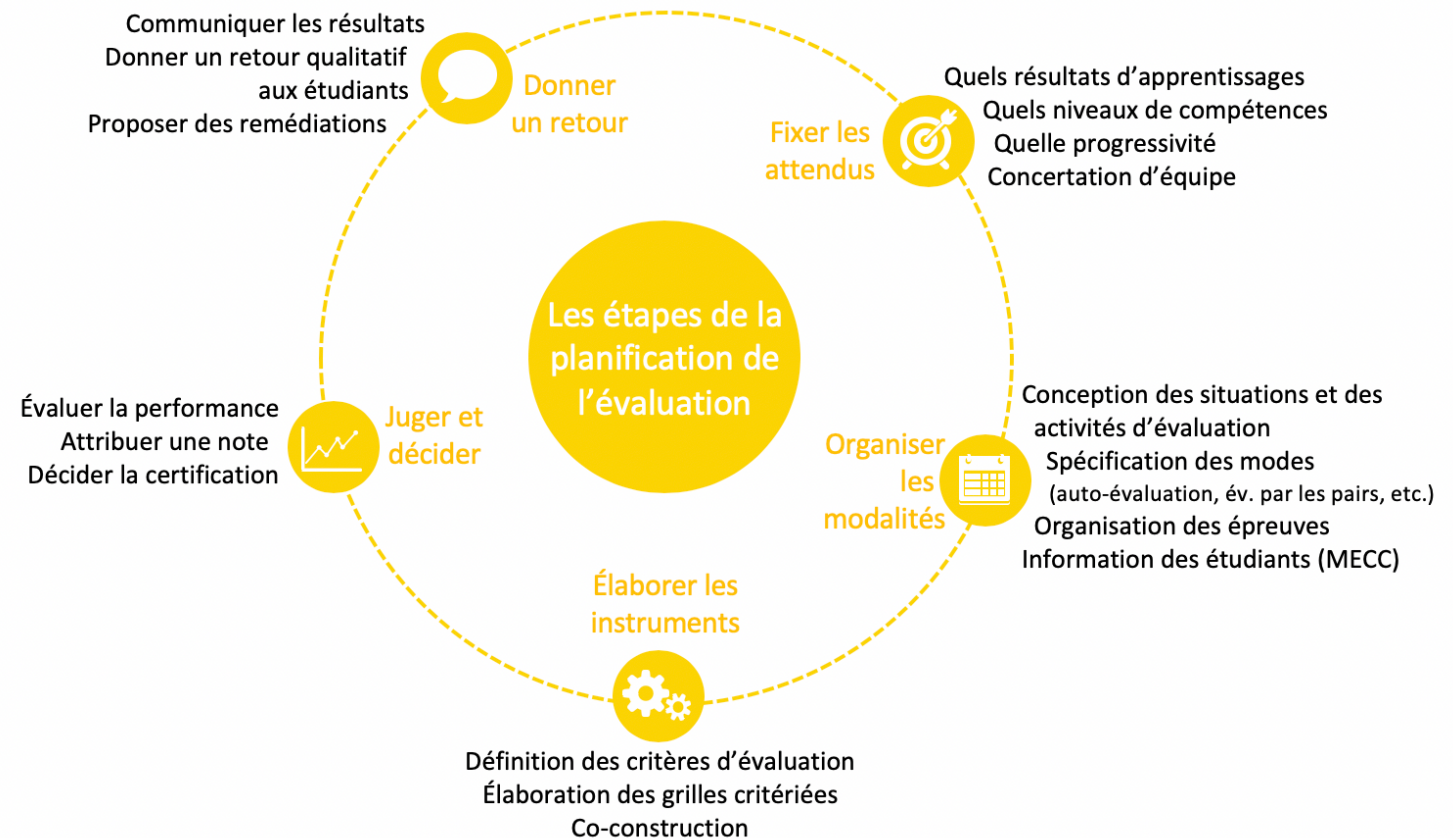 Les étapes de la
planification de
l’évaluation
Fixer les
attendus
Quels résultats d’apprentissages
Quels niveaux de compétences
Quelle progressivité
Concertation d’équipe
Organiser
les
modalités
Conception des situations et des
activités d’évaluation
Spécification des modes
(auto-évaluation, év. par les pairs, etc.)
Organisation des épreuves
Information des étudiants (MECC)
Élaborer les
instruments
Définition des critères d’évaluation
Élaboration des grilles critériées
Co-construction
Juger et
décider
Évaluer la performance
Attribuer une note
Décider la certification
Donner
un retour
Communiquer les résultats
Donner un retour qualitatif
aux étudiants
Proposer des remédiations